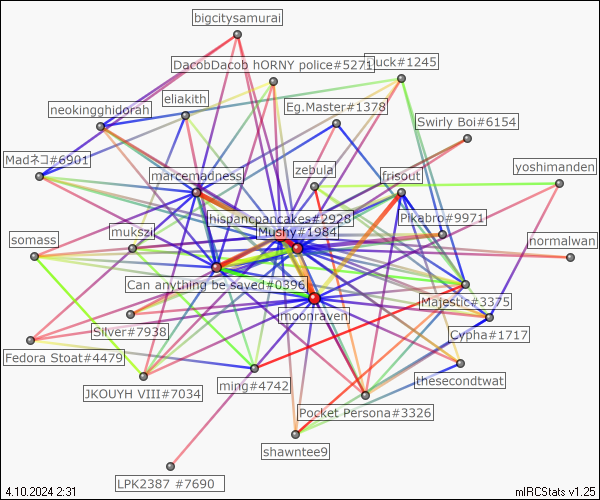 bigcitysamurai
DacobDacob hORNY police#5271
uck#1245
eliakith
neokingghidorah
Eg.Master#1378
Swirly Boi#6154
Madネコ#6901
marcemadness
zebula
frisout
yoshimanden
hispancpancakes#2928
Pikabro#9971
mukszi
Mushy#1984
somass
normalwan
Can anything be saved#0396
Majestic#3375
moonraven
Silver#7938
Cypha#1717
Fedora Stoat#4479
ming#4742
thesecondtwat
JKOUYH VIII#7034
Pocket Persona#3326
shawntee9
LPK2387 #7690
4.10.2024 2:31
mIRCStats v1.25